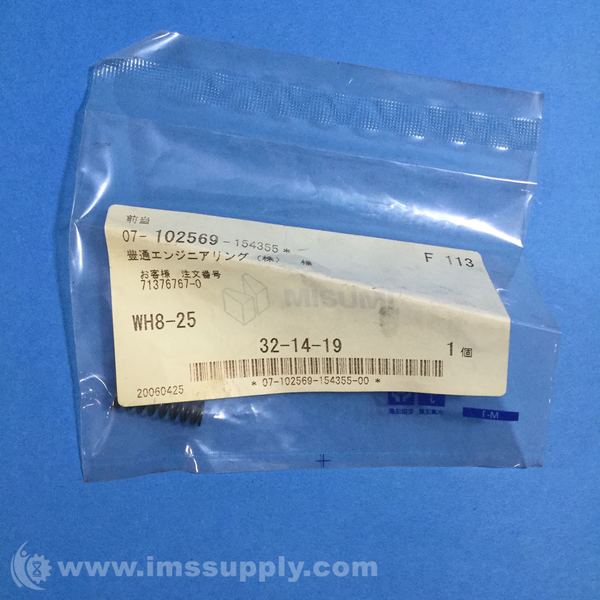 前島
07-102569-154355 *
豊通エンジニアリング (株) 様
F 113
お客様 注文番号
71376767-0
MiSUMi
WH8-25
32-14-19
1 個
* 07-102569-154355-00 *
20060425
I-M
www.imssupply.com